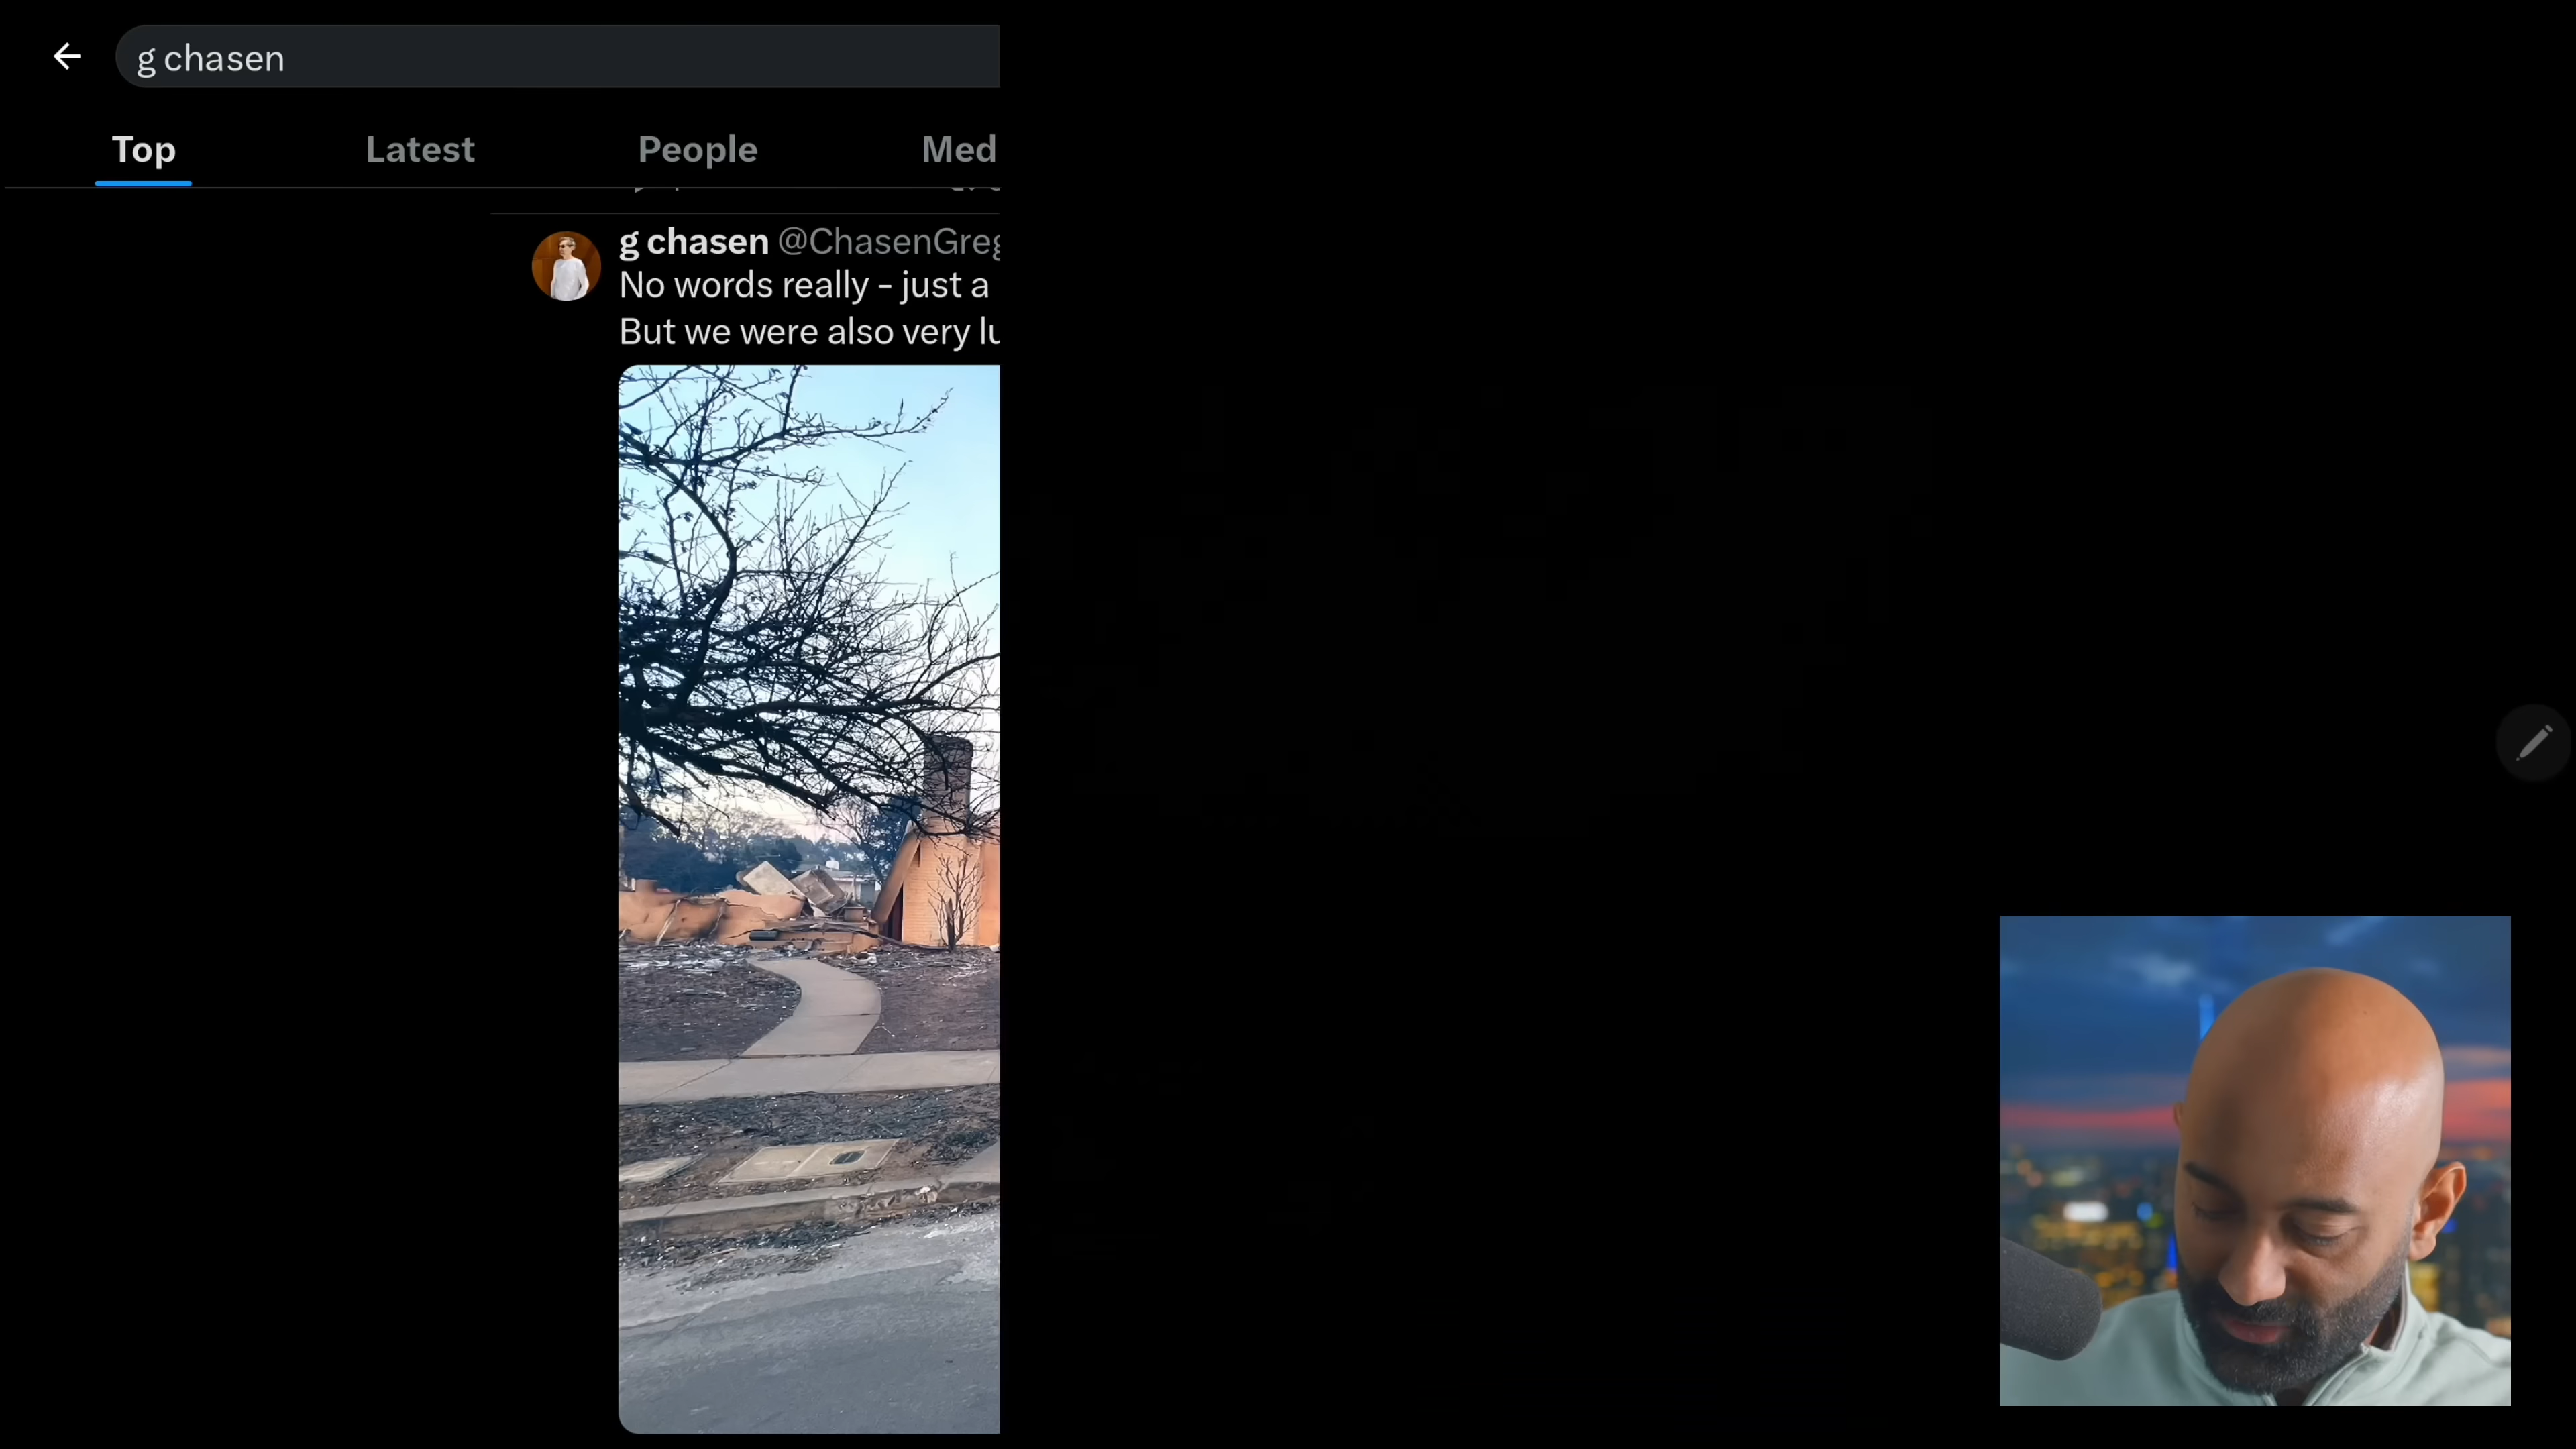 g chasen
Top Latest People Med
g chasen @ChasenGreg
No words really - just a
But we were also very lu